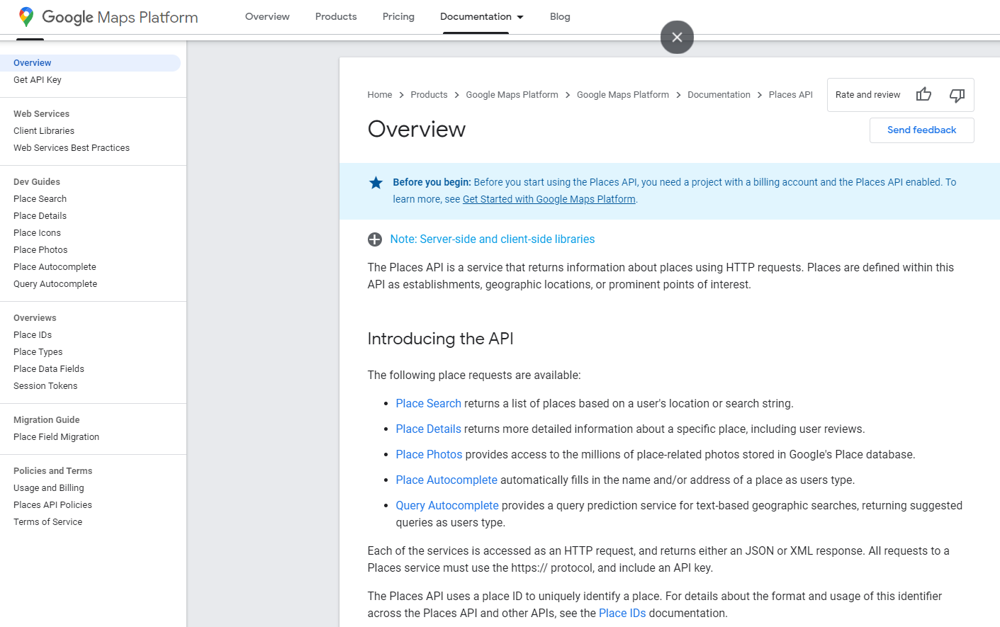 Google Maps Platform
Overview
Products
Pricing
Documentation
Blog
Overview
Get API Key
Web Services
Client Libraries
Web Services Best Practices
Dev Guides
Place Search
Place Details
Place Icons
Place Photos
Place Autocomplete
Query Autocomplete
Overviews
Place IDs
Place Types
Place Data Fields
Session Tokens
Migration Guide
Place Field Migration
Policies and Terms
Usage and Billing
Places API Policies
Terms of Service
Home > Products > Google Maps Platform > Google Maps Platform > Documentation > Places API
Rate and review
Overview
Send feedback
Before you begin: Before you start using the Places API, you need a project with a billing account and the Places API enabled. To
learn more, see Get Started with Google Maps Platform.
Note: Server-side and client-side libraries
The Places API is a service that returns information about places using HTTP requests. Places are defined within this
API as establishments, geographic locations, or prominent points of interest.
Introducing the API
The following place requests are available:
• Place Search returns a list of places based on a user's location or search string.
• Place Details returns more detailed information about a specific place, including user reviews.
• Place Photos provides access to the millions of place-related photos stored in Google's Place database.
• Place Autocomplete automatically fills in the name and/or address of a place as users type.
• Query Autocomplete provides a query prediction service for text-based geographic searches, returning suggested
queries as users type.
Each of the services is accessed as an HTTP request, and returns either an JSON or XML response. All requests to a
Places service must use the https:// protocol, and include an API key.
The Places API uses a place ID to uniquely identify a place. For details about the format and usage of this identifier
across the Places API and other APIs, see the Place IDs documentation.